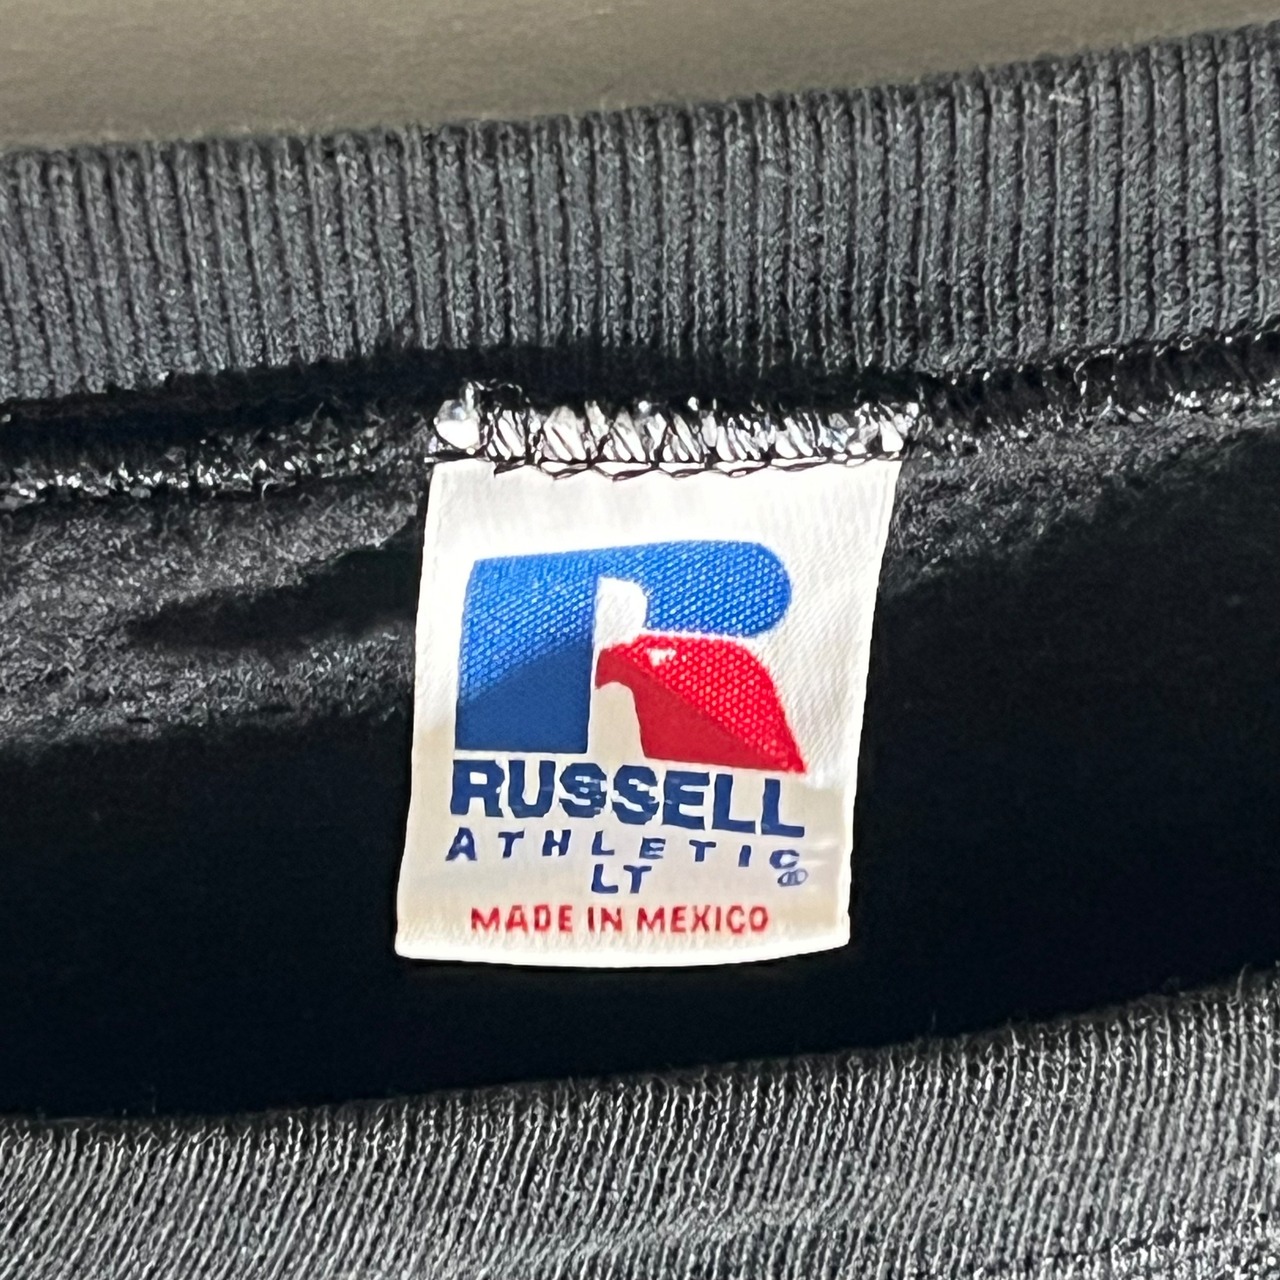 R
RUSSELL
ATHLETIC
LT ®
MADE IN MEXICO